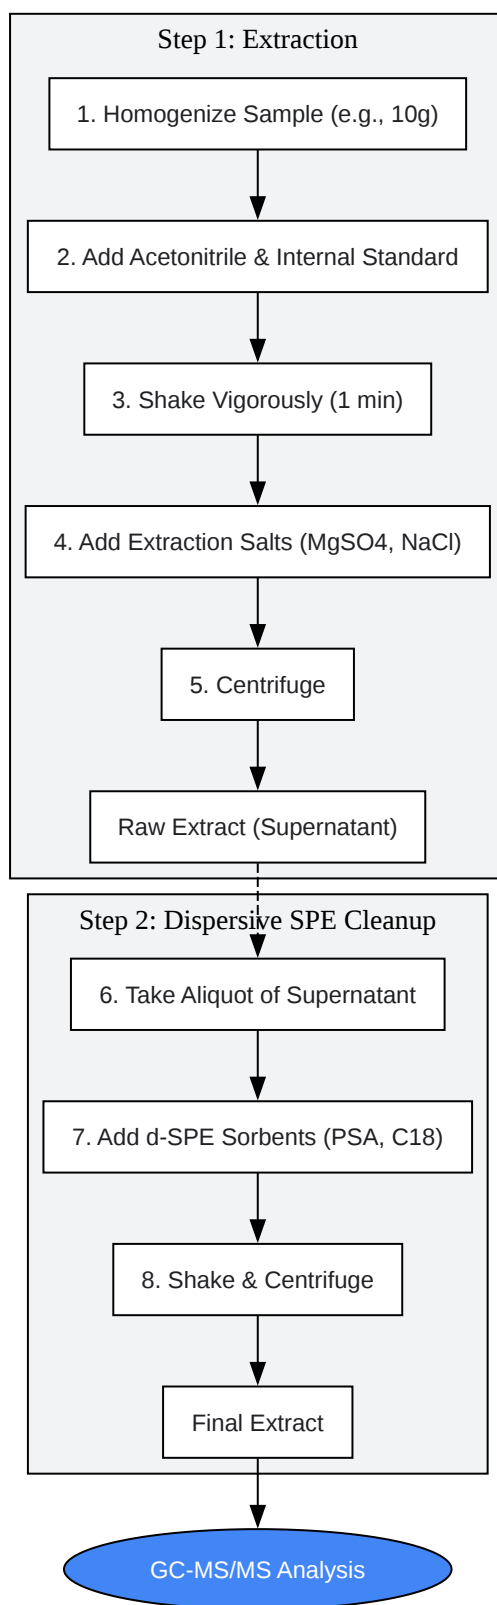 Step 1: Extraction
1. Homogenize Sample (e.g., 10g)
2. Add Acetonitrile & Internal Standard
3. Shake Vigorously (1 min)
4. Add Extraction Salts (MgSO4, NaCl)
5. Centrifuge
Raw Extract (Supernatant)
Step 2: Dispersive SPE Cleanup
6. Take Aliquot of Supernatant
7. Add d-SPE Sorbents (PSA, C18)
8. Shake & Centrifuge
Final Extract
GC-MS/MS Analysis